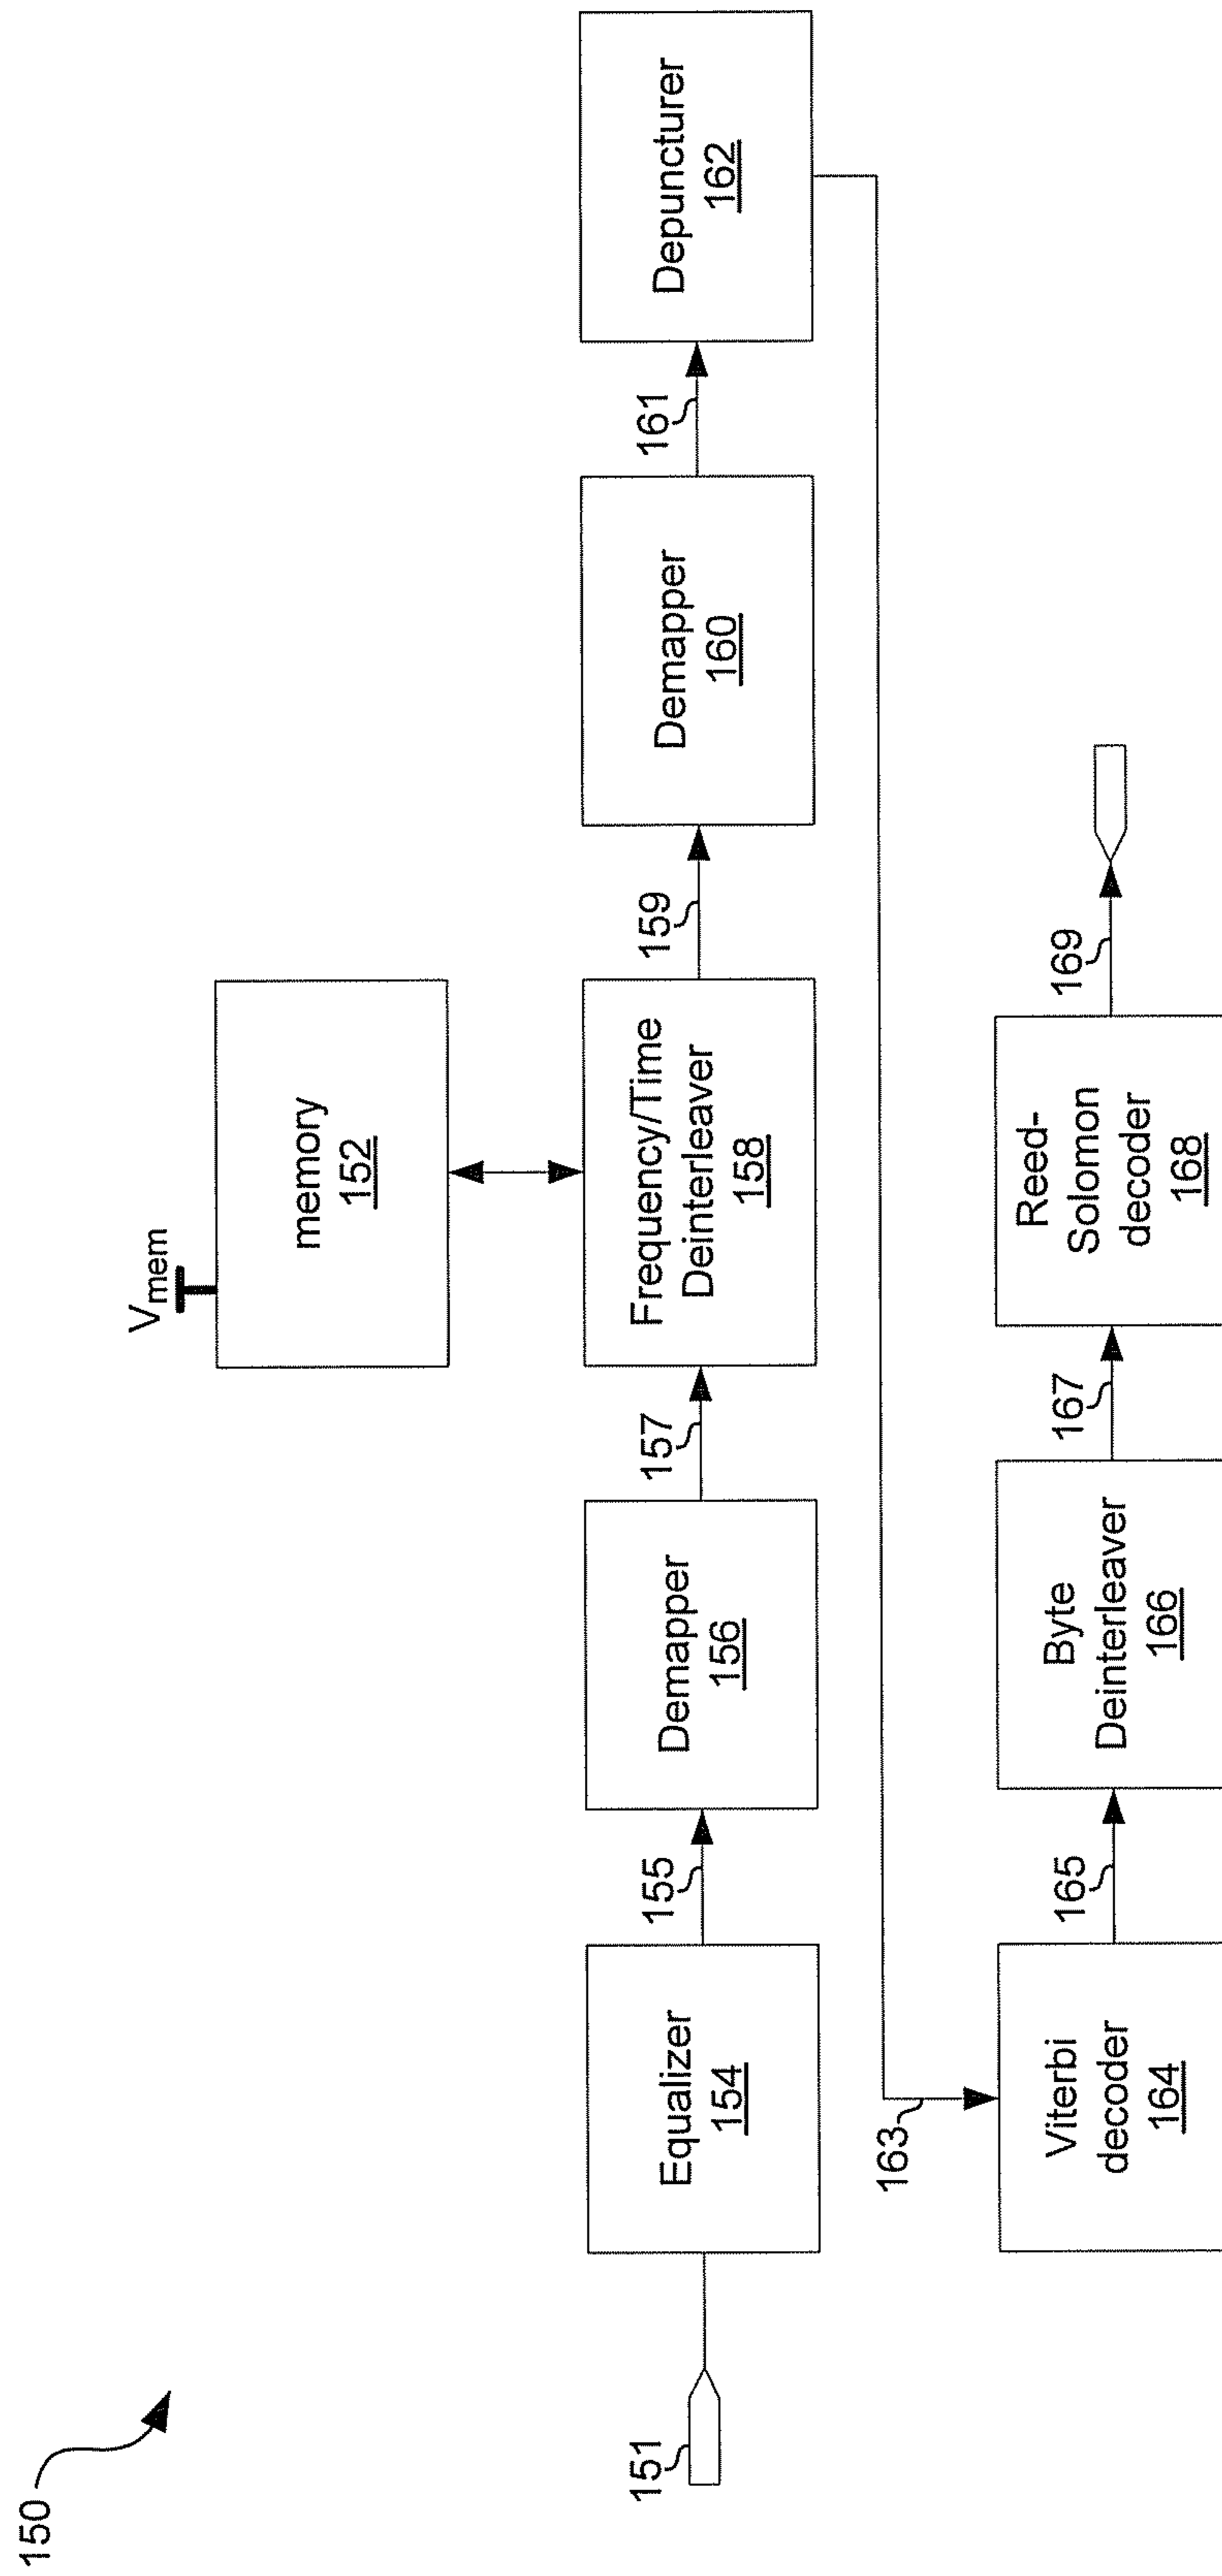 150
V mem
memory
152
151
Equalizer
154
155
Demapper
156
157
Frequency/Time
Deinterleaver
158
159
Demapper
160
161
Depuncturer
162
163
Viterbi
decoder
164
165
Byte
Deinterleaver
166
167
Reed-
Solomon
decoder
168
169